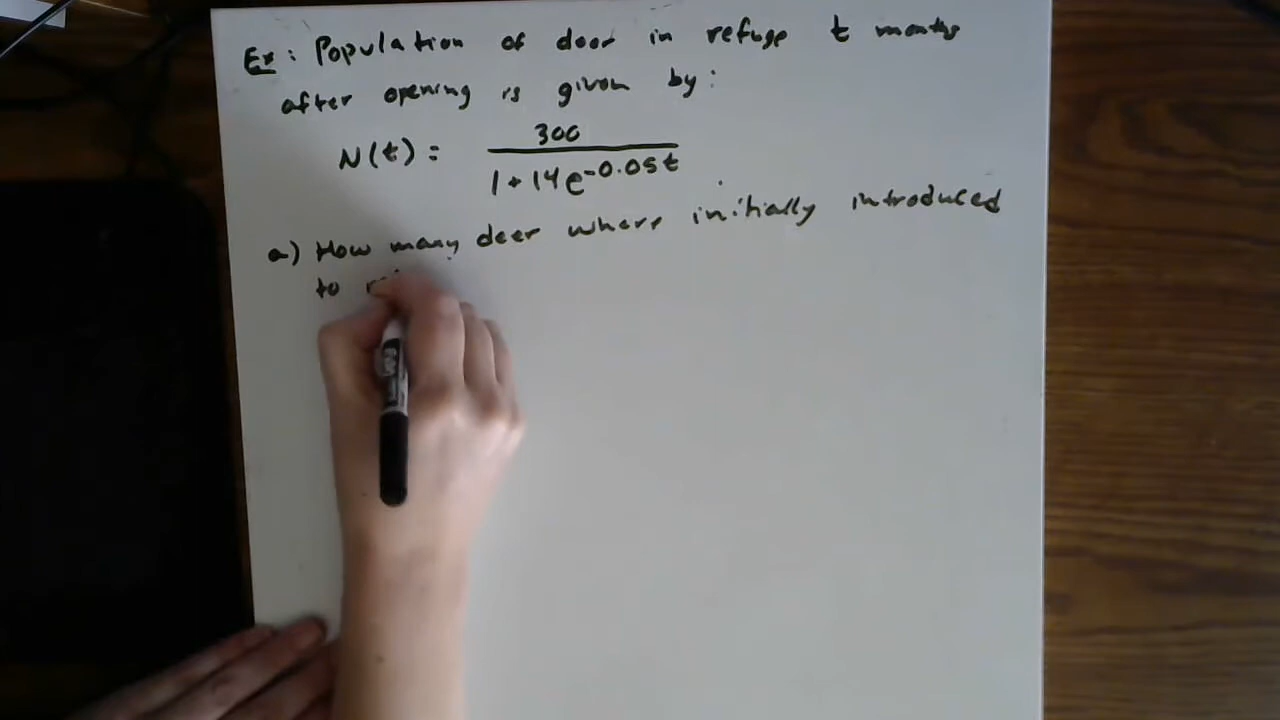 Ex: Population of deer in refuge t months
after opening is given by:
N(t) = 300 / (1 + 14e^-0.05t)
a) How many deer where initially introduced
to